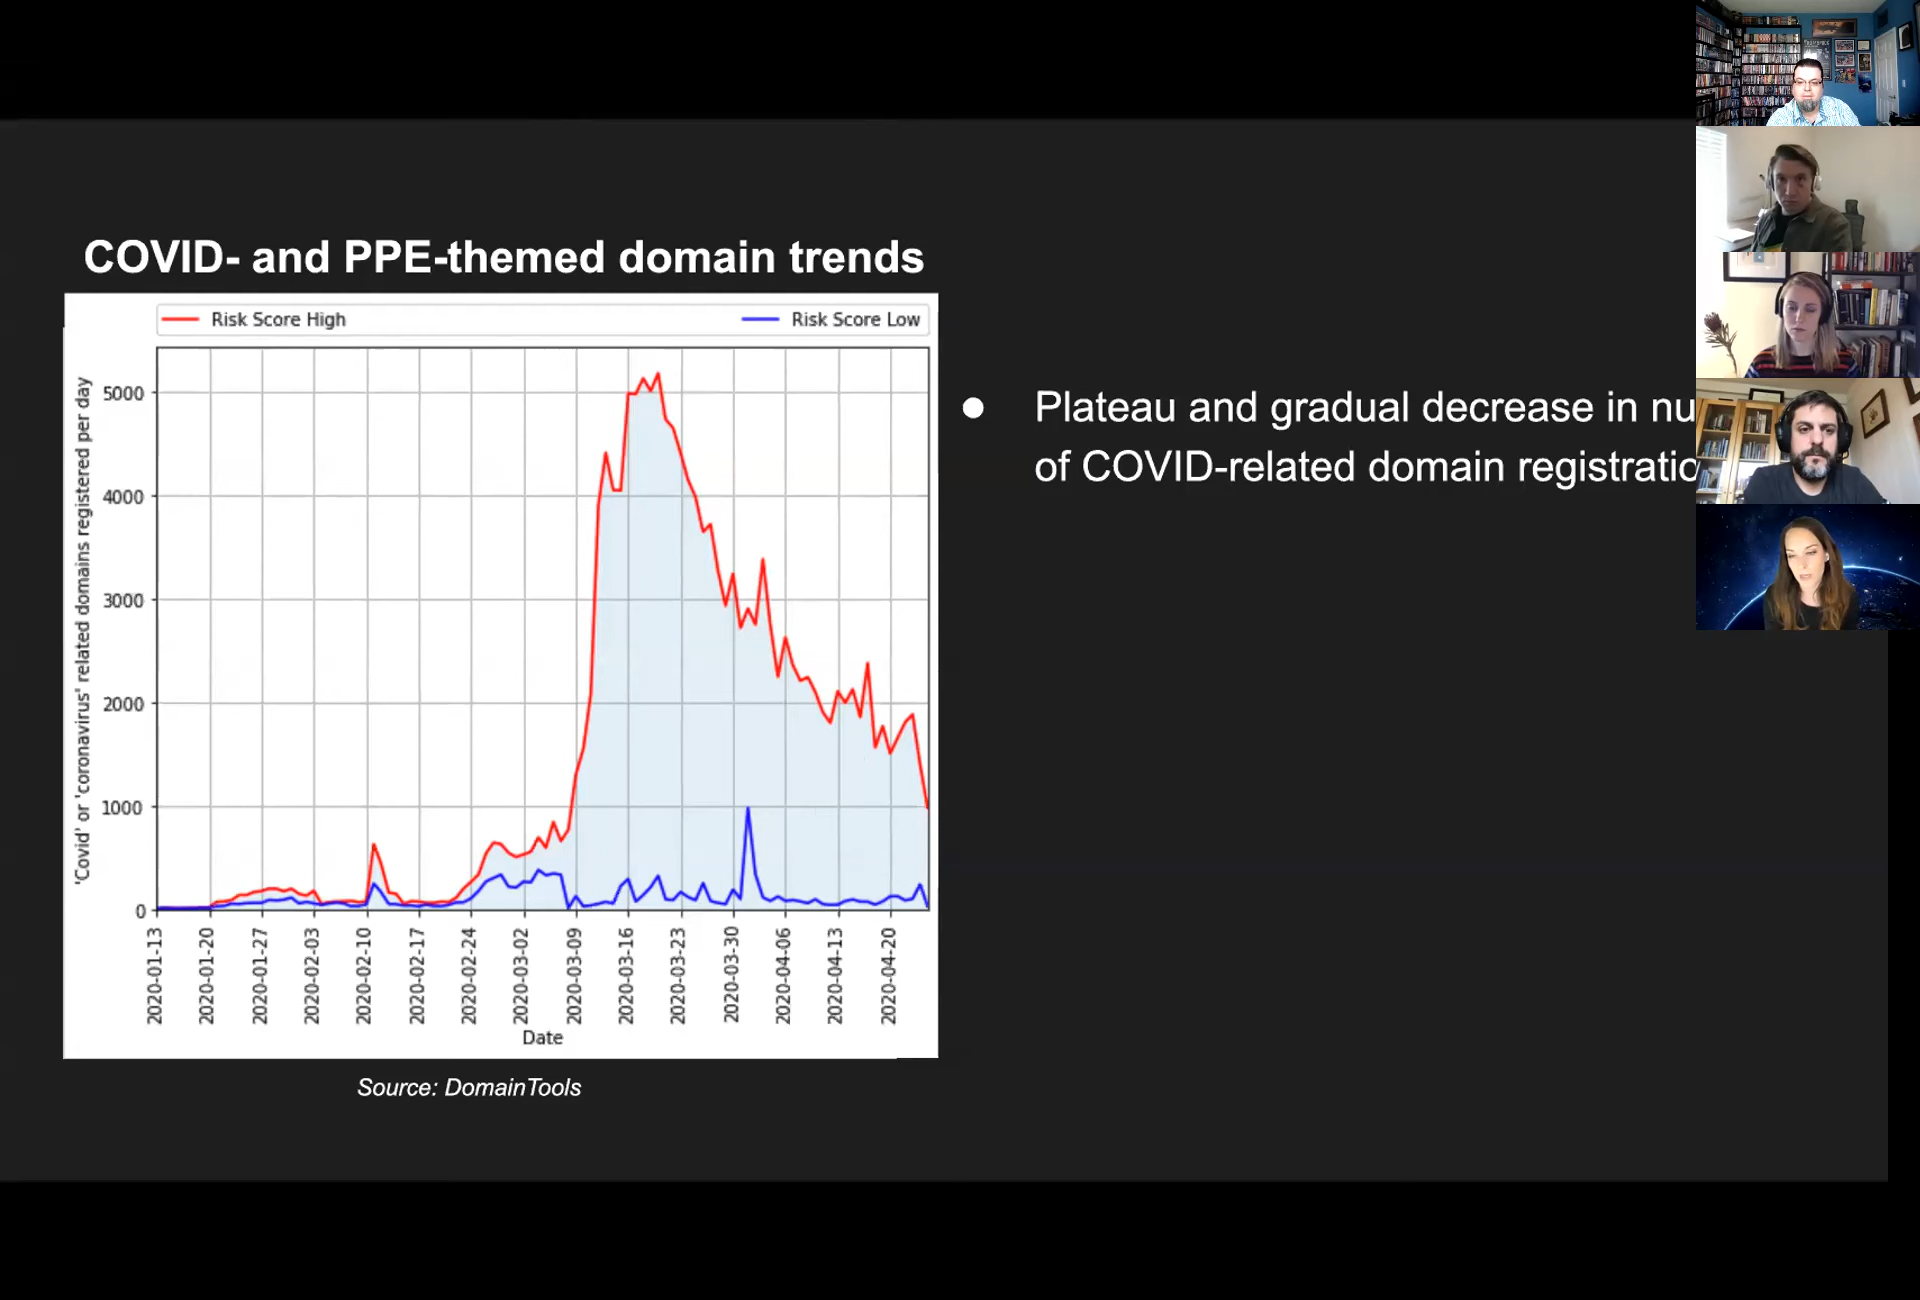 COVID- and PPE-themed domain trends
Risk Score High
Risk Score Low
'Covid' or 'coronavirus' related domains registered per day
5000
4000
3000
2000
1000
0
2020-01-13
2020-01-20
2020-01-27
2020-02-03
2020-02-10
2020-02-17
2020-02-24
2020-03-02
2020-03-09
2020-03-16
2020-03-23
2020-03-30
2020-04-06
2020-04-13
2020-04-20
Date
Source: DomainTools
● Plateau and gradual decrease in nu
of COVID-related domain registratio